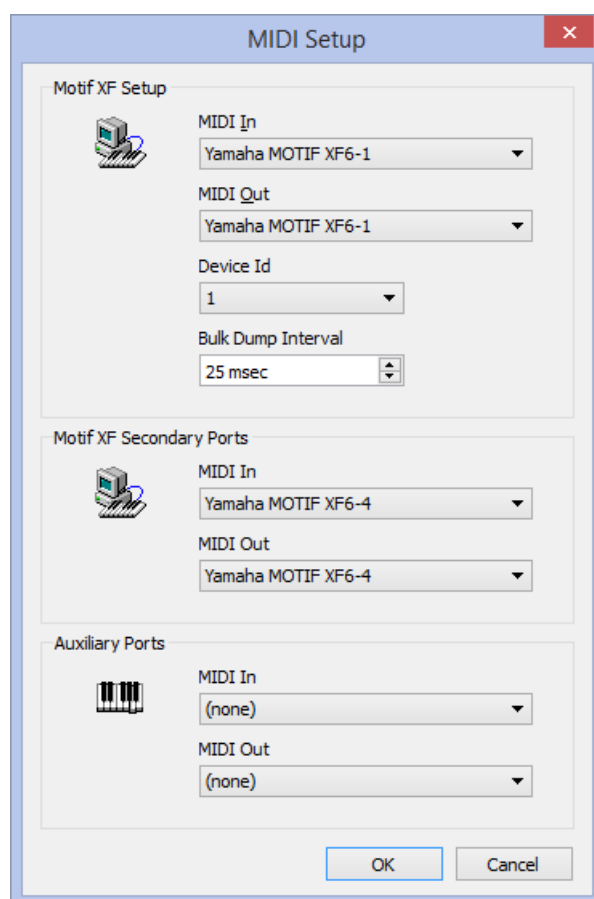 MIDI Setup
Motif XF Setup
MIDI In
Yamaha MOTIF XF6-1
MIDI Out
Yamaha MOTIF XF6-1
Device Id
1
Bulk Dump Interval
25 msec
Motif XF Secondary Ports
MIDI In
Yamaha MOTIF XF6-4
MIDI Out
Yamaha MOTIF XF6-4
Auxiliary Ports
MIDI In
(none)
MIDI Out
(none)
OK Cancel